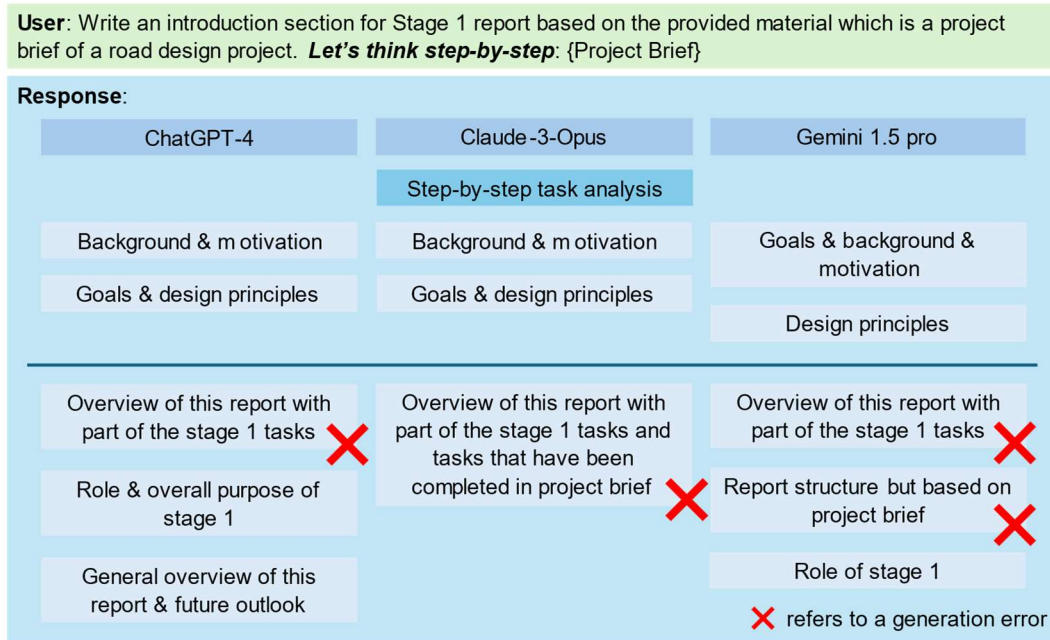 User: Write an introduction section for Stage 1 report based on the provided material which is a project
brief of a road design project. Let's think step-by-step: {Project Brief}
Response:
ChatGPT-4
Claude-3-Opus
Gemini 1.5 pro
Step-by-step task analysis
Background & motivation
Background & motivation
Goals & background &
motivation
Goals & design principles
Goals & design principles
Design principles
Overview of this report with
part of the stage 1 tasks
Overview of this report with
part of the stage 1 tasks and
tasks that have been
completed in project brief
Overview of this report with
part of the stage 1 tasks
Role & overall purpose of
stage 1
Report structure but based on
project brief
General overview of this
report & future outlook
Role of stage 1
refers to a generation error